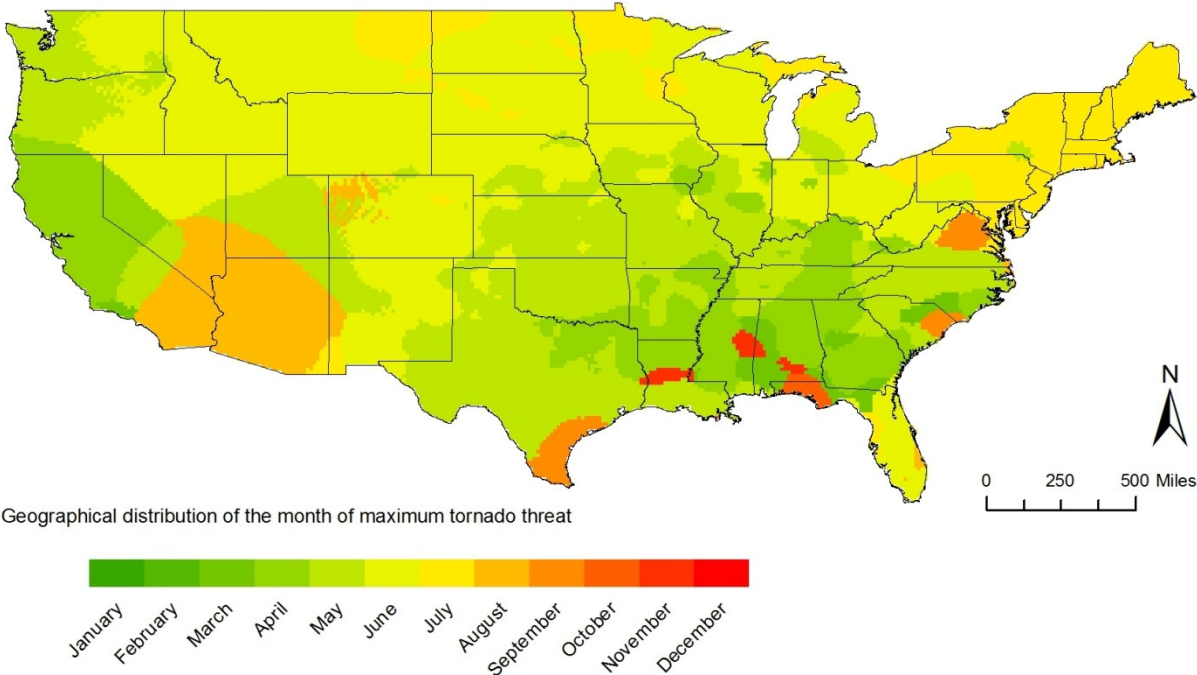 N
0 250 500 Miles
Geographical distribution of the month of maximum tornado threat
January
February
March
April
May
June
July
August
September
October
November
December